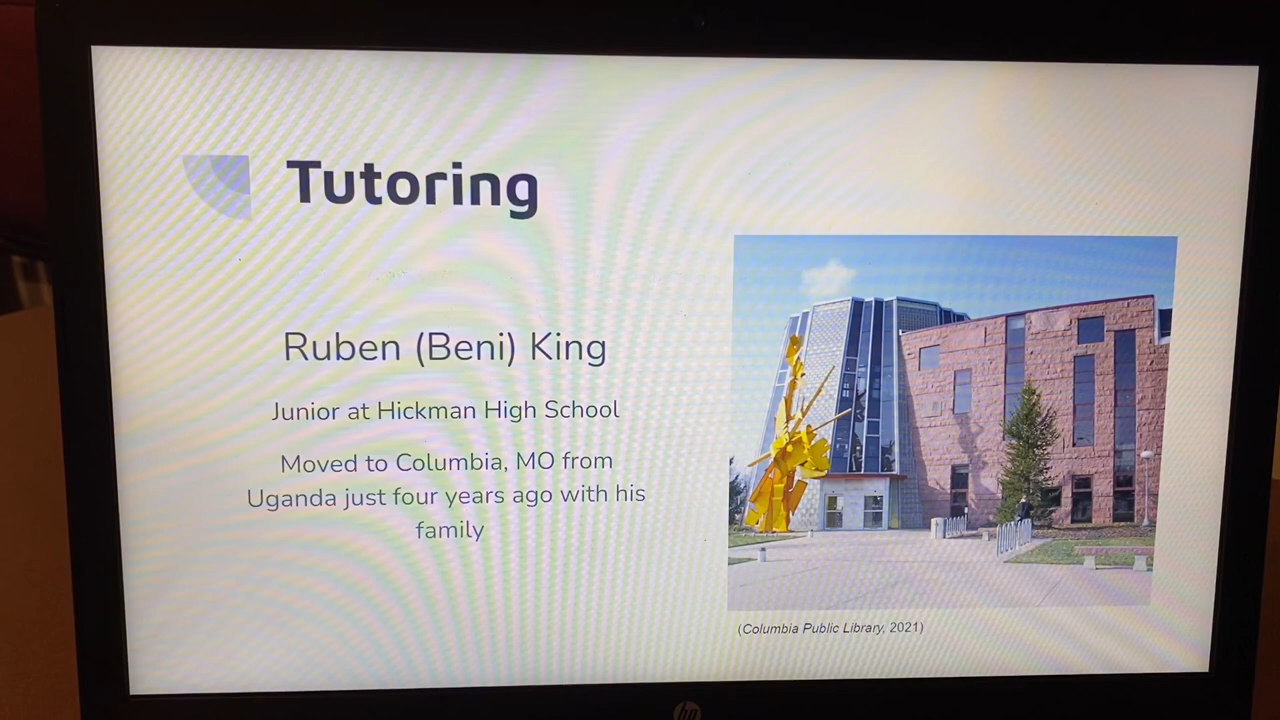 Tutoring
Ruben (Beni) King
Junior at Hickman High School
Moved to Columbia, MO from
Uganda just four years ago with his
family
(Columbia Public Library, 2021)
hp